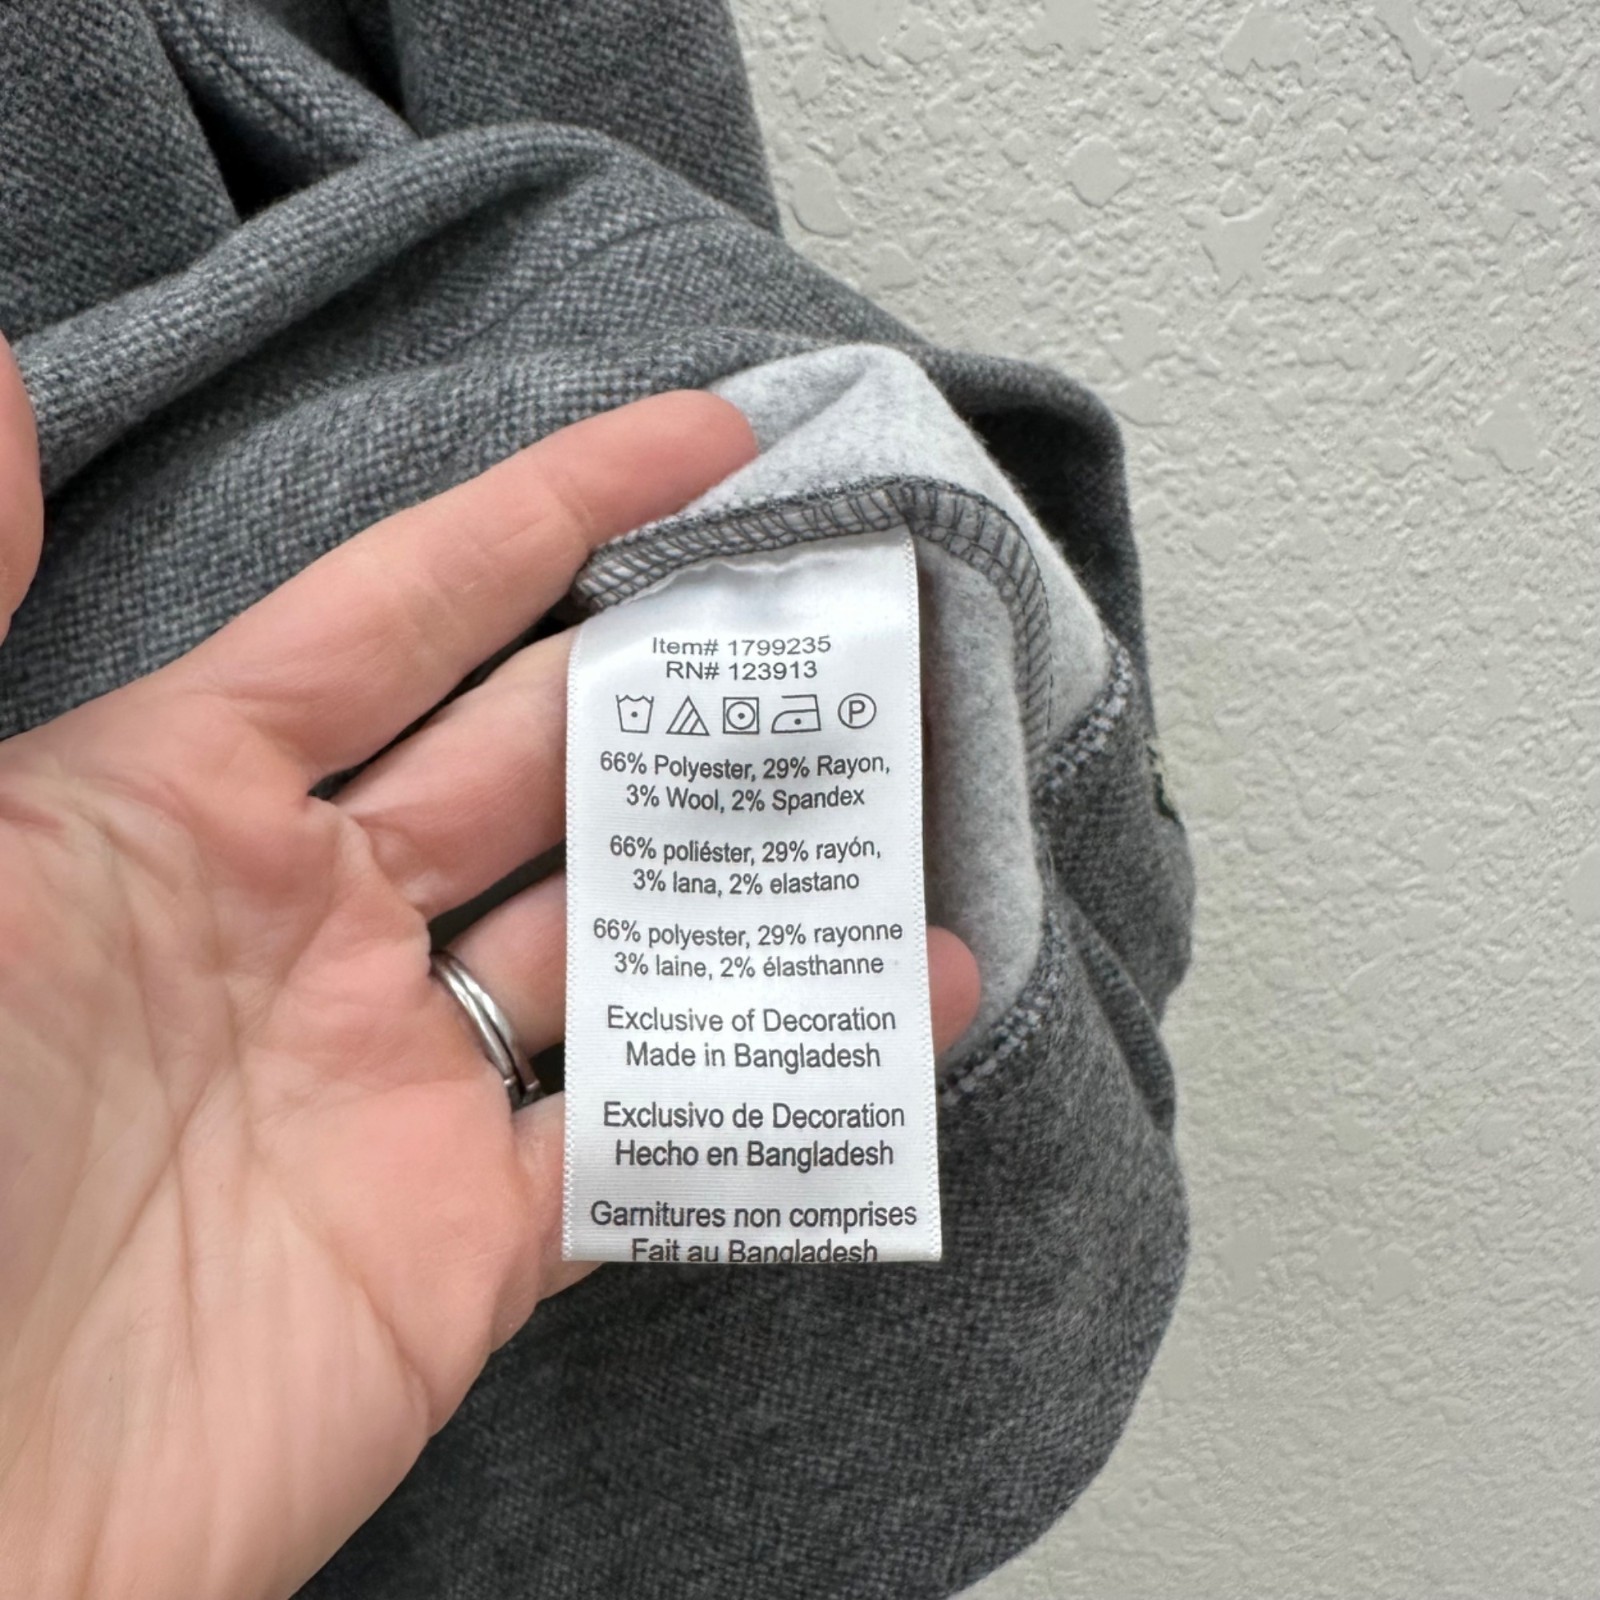 Item# 1799235
RN# 123913
P
66% Polyester, 29% Rayon,
3% Wool, 2% Spandex
66% poliéster, 29% rayón,
3% lana, 2% elastano
66% polyester, 29% rayonne
3% laine, 2% élasthanne
Exclusive of Decoration
Made in Bangladesh
Exclusivo de Decoration
Hecho en Bangladesh
Garnitures non comprises
Fait au Bangladesh